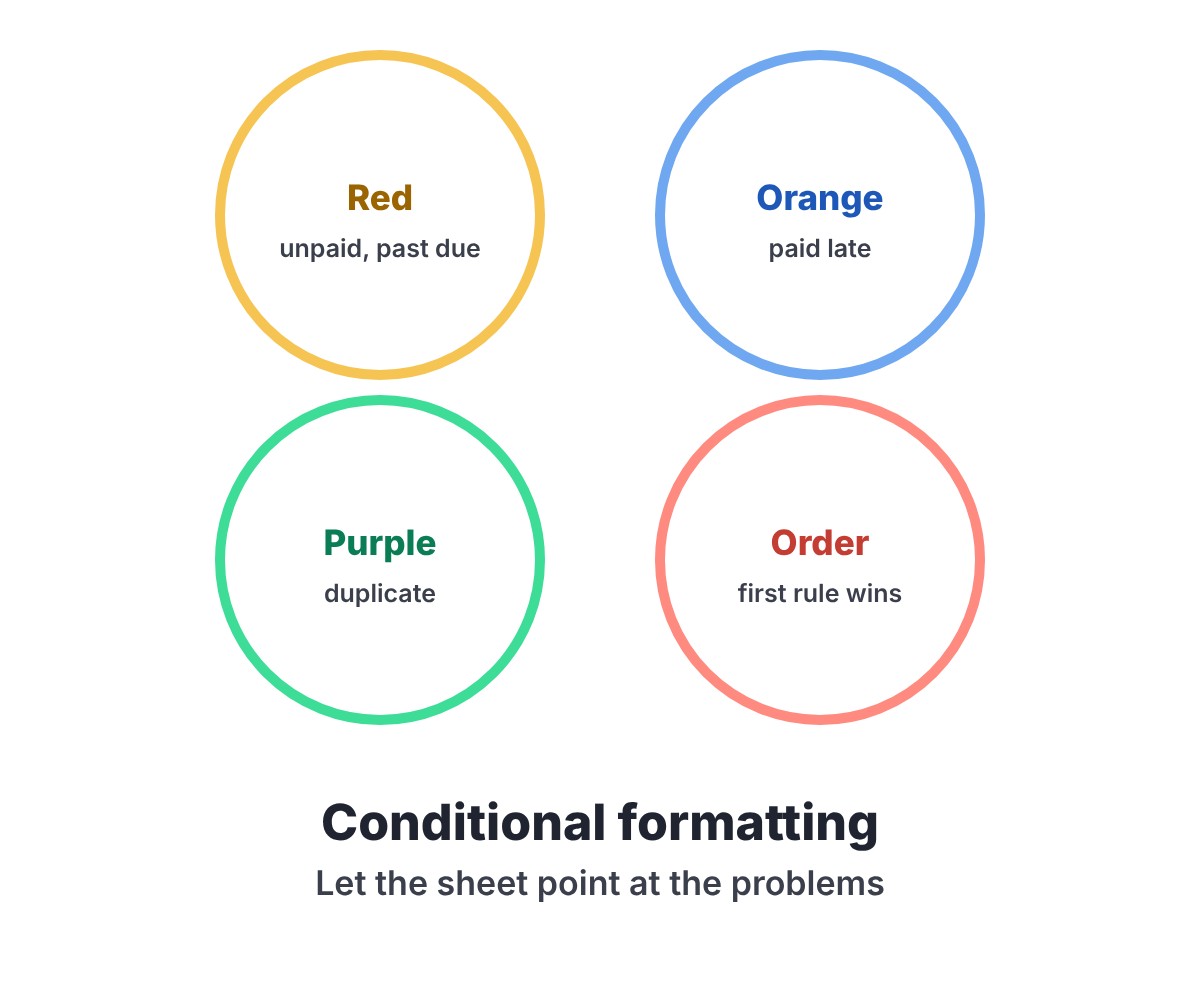 Red
unpaid, past due
Orange
paid late
Purple
duplicate
Order
first rule wins
Conditional formatting
Let the sheet point at the problems